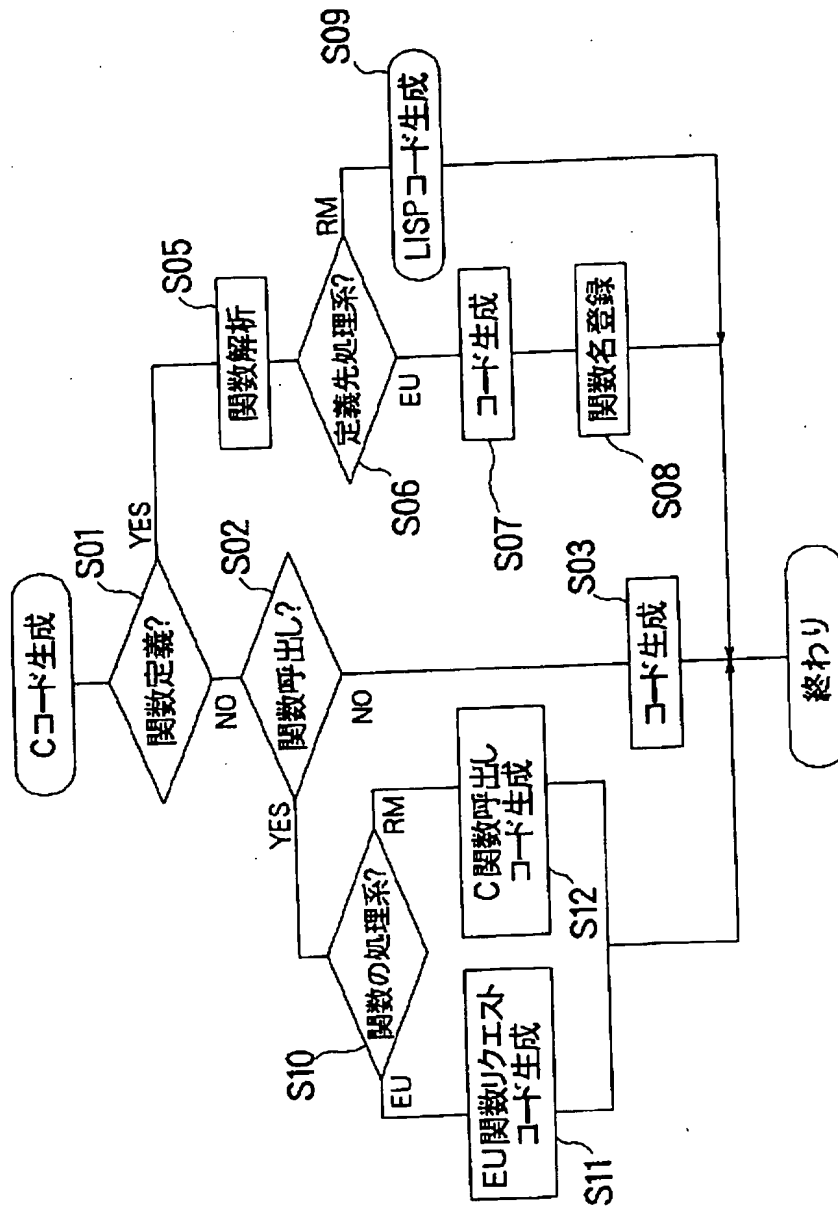 Cコード生成
S01
関数定義?
YES
NO
S02
関数呼出し?
YES
NO
S05
関数解析
定義先処理系?
S06
RM
EU
S09
LISPコード生成
コード生成
S07
関数名登録
S08
S03
コード生成
S10
関数の処理系?
EU
RM
EU関数リクエスト
コード生成
S11
C関数呼出し
コード生成
S12
終わり